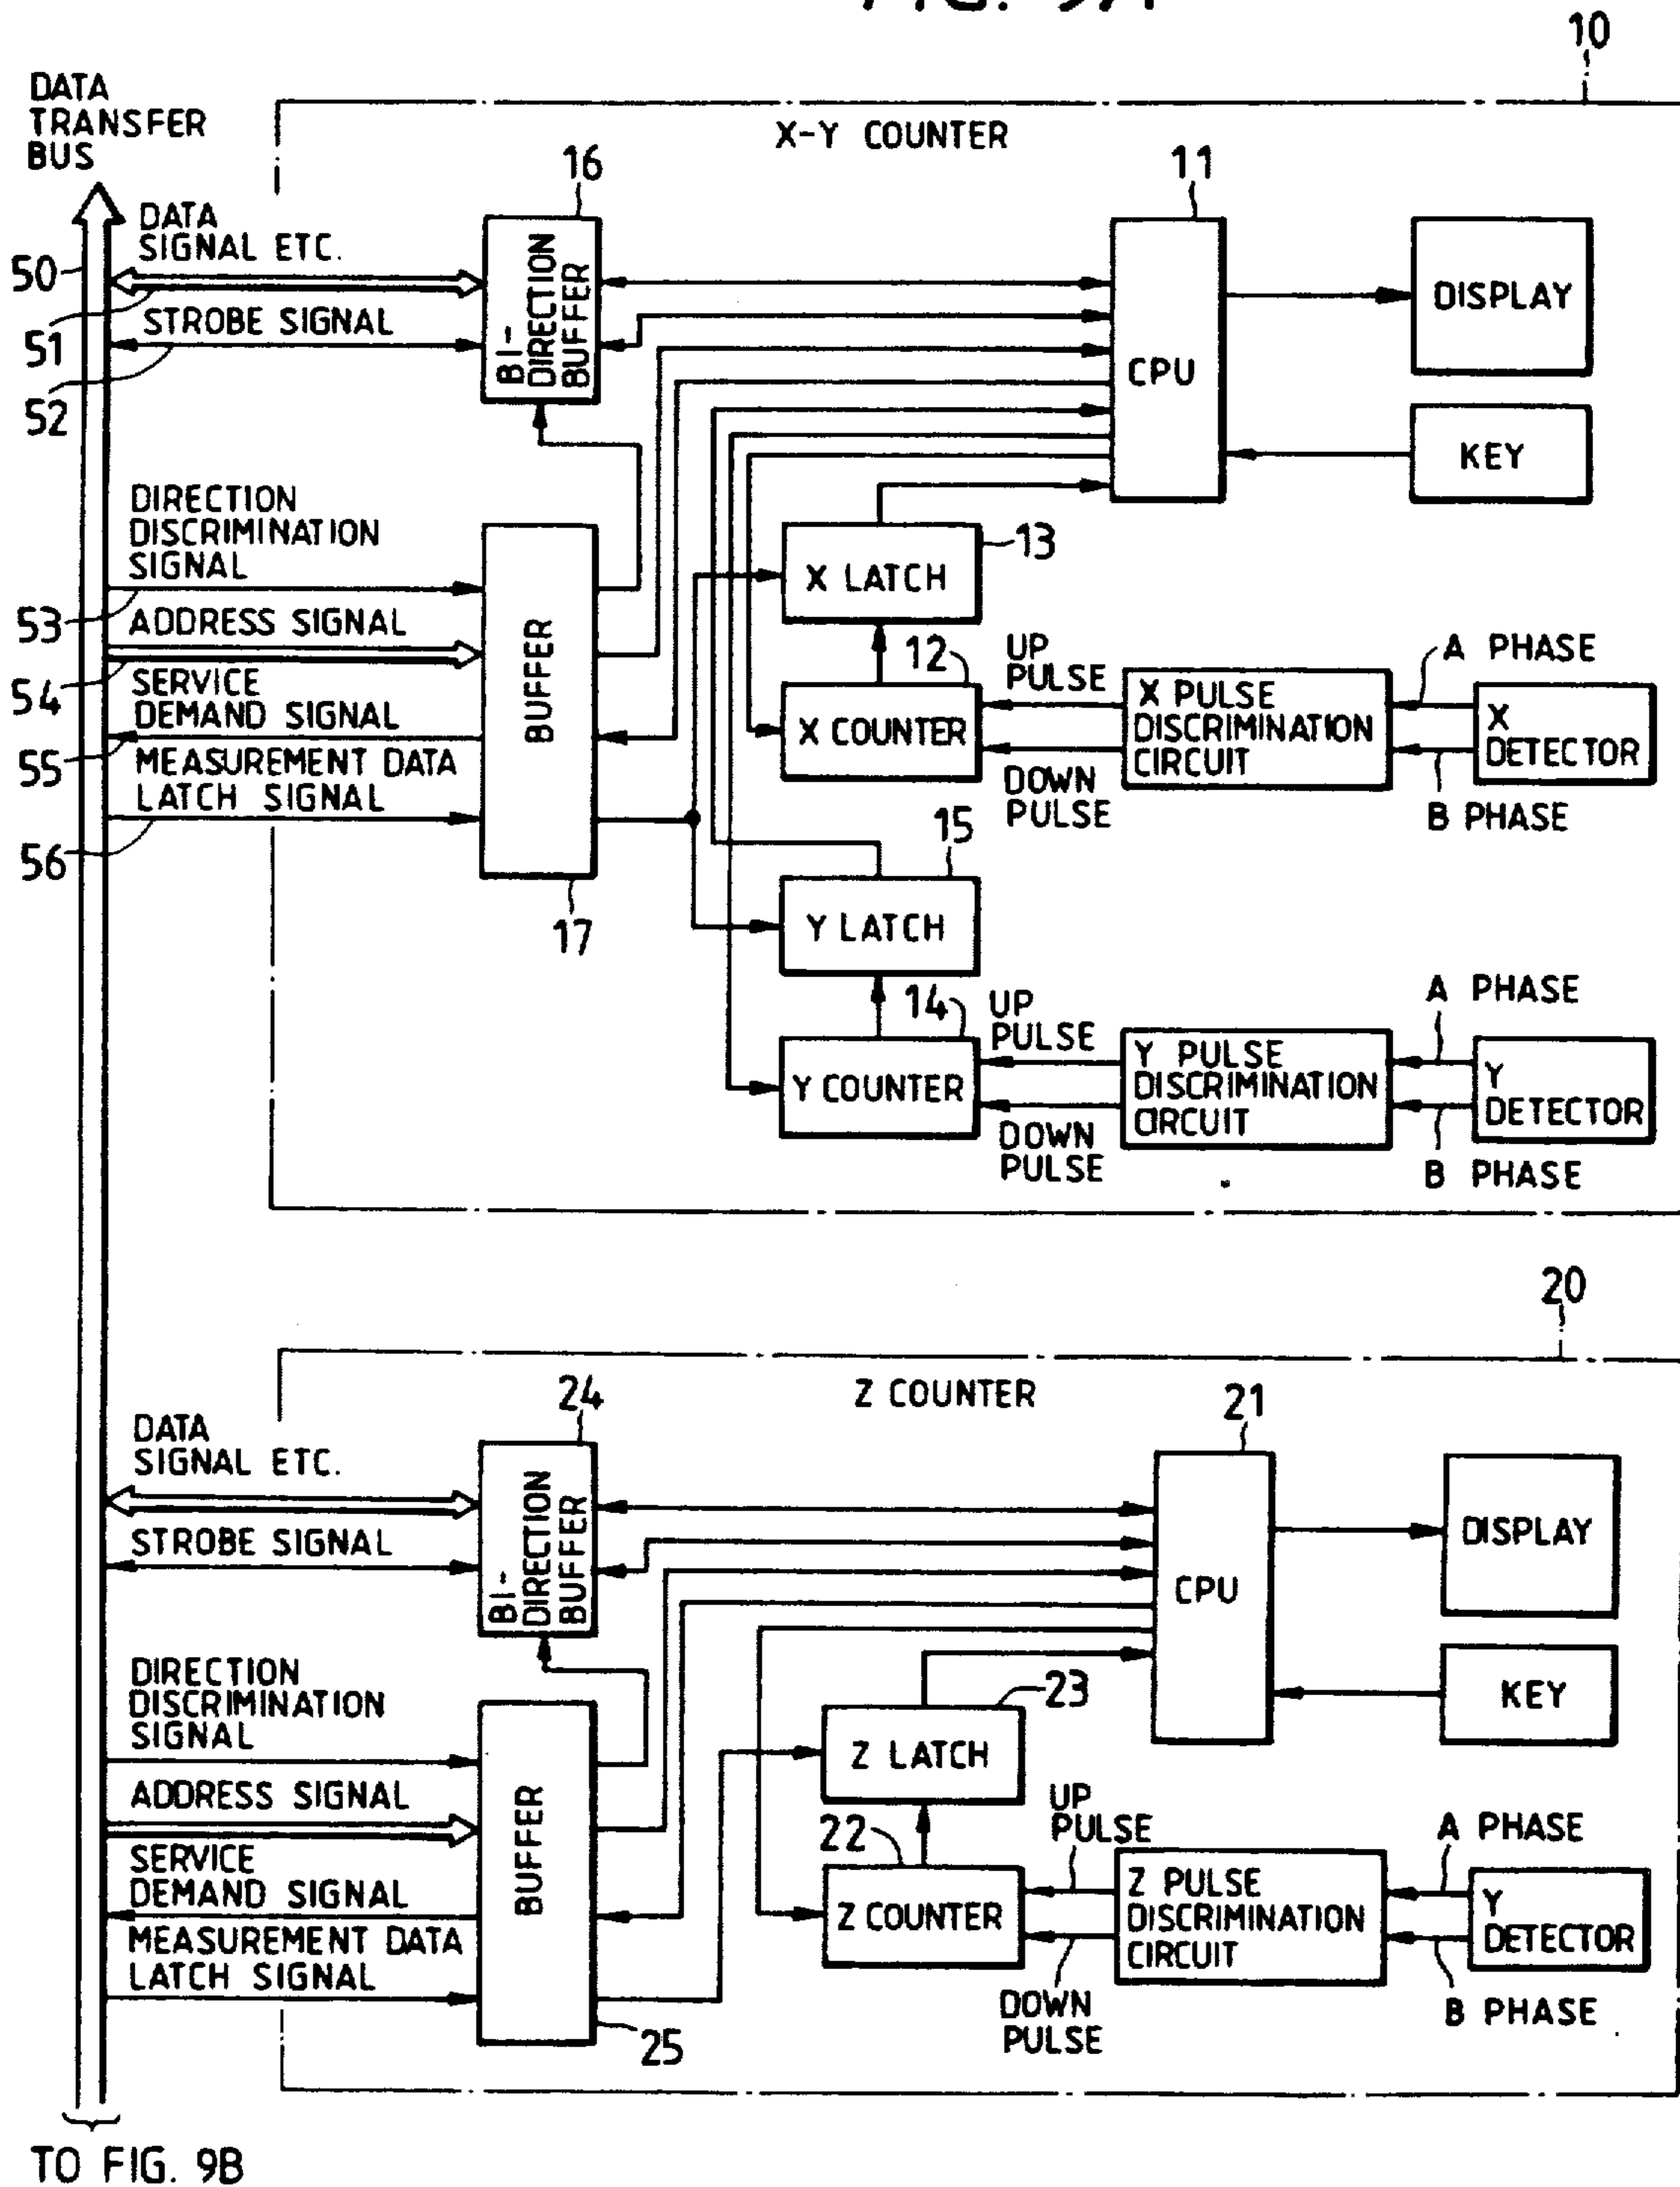 FIG. 9A
10
DATA
TRANSFER
BUS
X-Y COUNTER
16
11
DATA
SIGNAL ETC.
50
51
STROBE SIGNAL
52
BI-
DIRECTION
BUFFER
CPU
DISPLAY
KEY
DIRECTION
DISCRIMINATION
SIGNAL
53
ADDRESS SIGNAL
54
SERVICE
DEMAND SIGNAL
55
MEASUREMENT DATA
LATCH SIGNAL
56
BUFFER
17
X LATCH
13
12
X COUNTER
UP
PULSE
DOWN
PULSE
X PULSE
DISCRIMINATION
CIRCUIT
A PHASE
X
DETECTOR
B PHASE
15
Y LATCH
14
Y COUNTER
UP
PULSE
DOWN
PULSE
Y PULSE
DISCRIMINATION
CIRCUIT
A PHASE
Y
DETECTOR
B PHASE
20
Z COUNTER
24
21
DATA
SIGNAL ETC.
STROBE SIGNAL
BI-
DIRECTION
BUFFER
CPU
DISPLAY
KEY
DIRECTION
DISCRIMINATION
SIGNAL
ADDRESS SIGNAL
SERVICE
DEMAND SIGNAL
MEASUREMENT DATA
LATCH SIGNAL
BUFFER
25
23
Z LATCH
22
Z COUNTER
UP
PULSE
DOWN
PULSE
Z PULSE
DISCRIMINATION
CIRCUIT
A PHASE
Y
DETECTOR
B PHASE
TO FIG. 9B